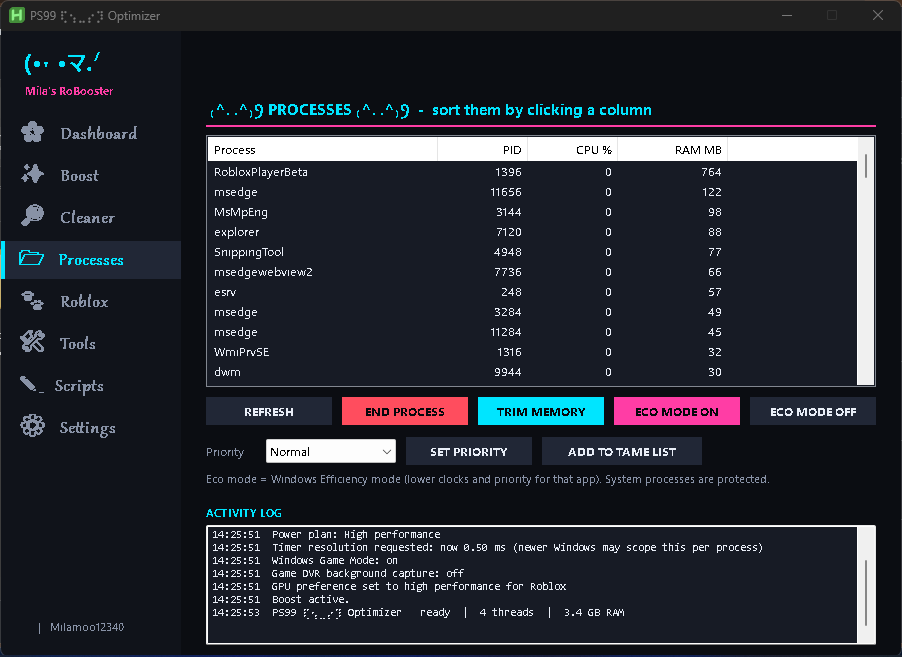 PS99 ⢏⢦⣀⡠⢹ Optimizer
(•˕ •マ.ᐟ
Mila's RoBooster
Dashboard
Boost
Cleaner
Processes
Roblox
Tools
Scripts
Settings
| Milamoo12340
₍^. .^₎Ⳋ PROCESSES ₍^. .^₎Ⳋ - sort them by clicking a column
Process PID CPU % RAM MB
RobloxPlayerBeta 1396 0 764
msedge 11656 0 122
MsMpEng 3144 0 98
explorer 7120 0 88
SnippingTool 4948 0 77
msedgewebview2 7736 0 66
esrv 248 0 57
msedge 3284 0 49
msedge 11284 0 45
WmiPrvSE 1316 0 32
dwm 9944 0 30
REFRESH END PROCESS TRIM MEMORY ECO MODE ON ECO MODE OFF
Priority Normal SET PRIORITY ADD TO TAME LIST
Eco mode = Windows Efficiency mode (lower clocks and priority for that app). System processes are protected.
ACTIVITY LOG
14:25:51 Power plan: High performance
14:25:51 Timer resolution requested: now 0.50 ms (newer Windows may scope this per process)
14:25:51 Windows Game Mode: on
14:25:51 Game DVR background capture: off
14:25:51 GPU preference set to high performance for Roblox
14:25:51 Boost active.
14:25:53 PS99 ⢏⢦⣀⡠⢹ Optimizer ready | 4 threads | 3.4 GB RAM